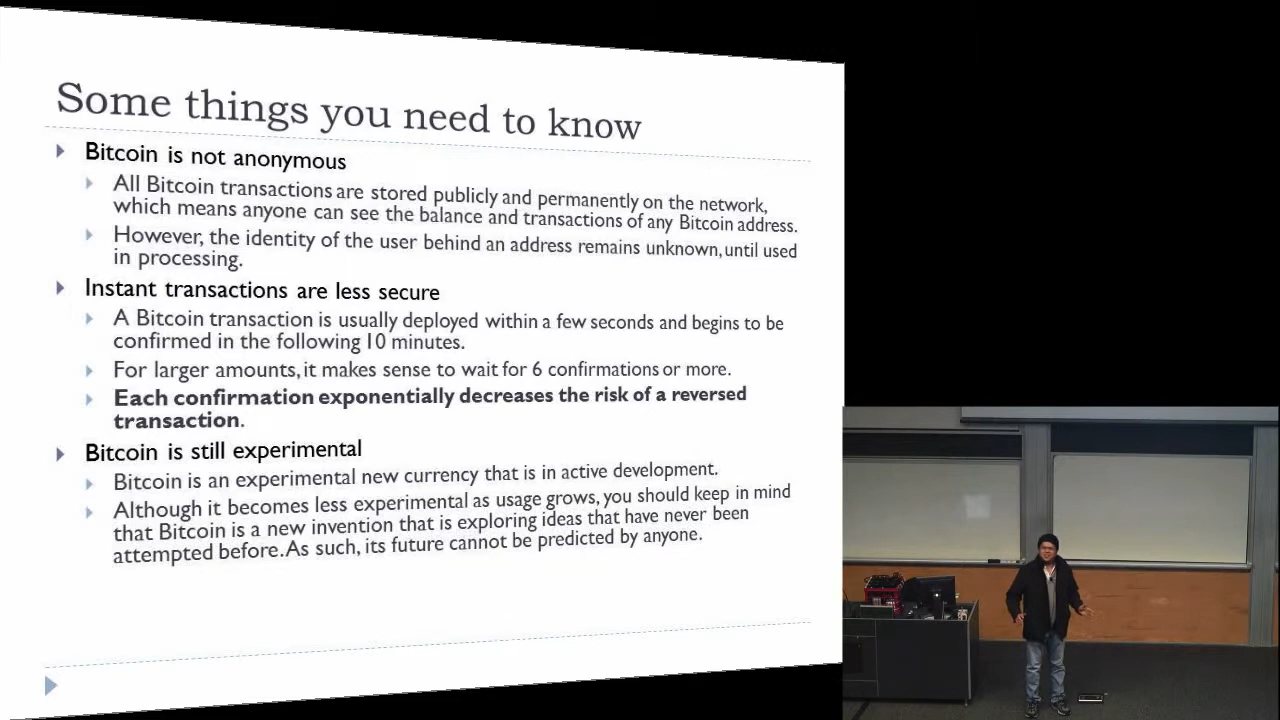 Some things you need to know
Bitcoin is not anonymous
All Bitcoin transactions are stored publicly and permanently on the network,
which means anyone can see the balance and transactions of any Bitcoin address.
However, the identity of the user behind an address remains unknown, until used
in processing.
Instant transactions are less secure
A Bitcoin transaction is usually deployed within a few seconds and begins to be
confirmed in the following 10 minutes.
For larger amounts, it makes sense to wait for 6 confirmations or more.
Each confirmation exponentially decreases the risk of a reversed
transaction.
Bitcoin is still experimental
Bitcoin is an experimental new currency that is in active development.
Although it becomes less experimental as usage grows, you should keep in mind
that Bitcoin is a new invention that is exploring ideas that have never been
attempted before. As such, its future cannot be predicted by anyone.